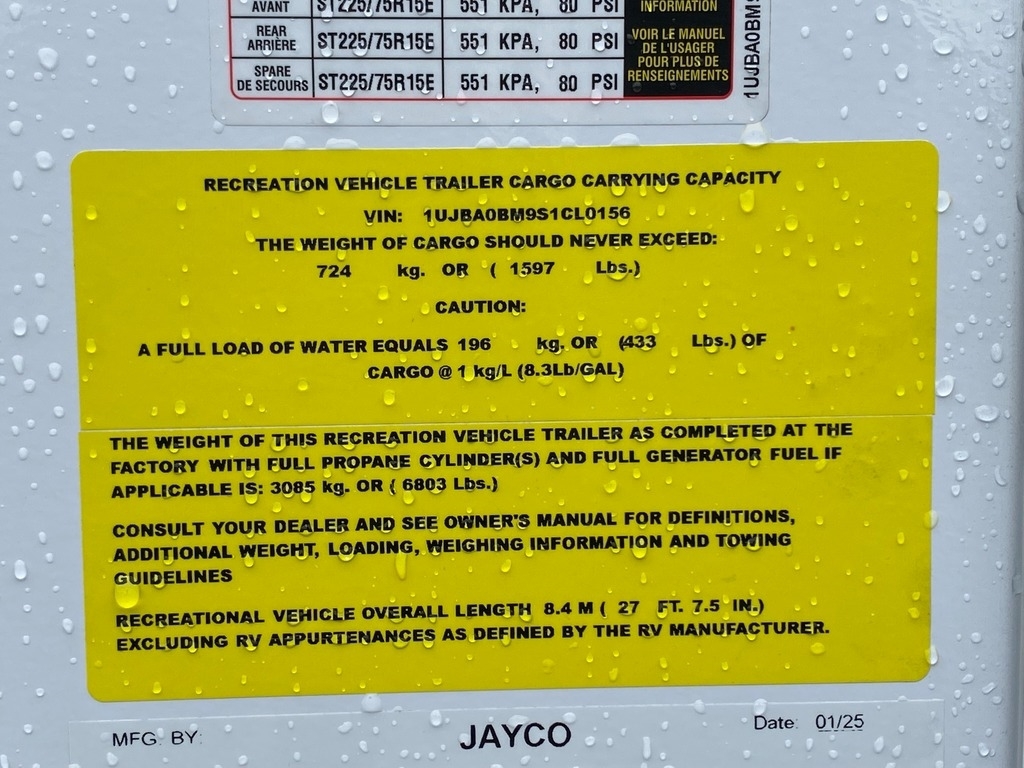 AVANT ST225/75R15E 551 KPA, 80 PSI INFORMATION
REAR
ARRIÈRE ST225/75R15E 551 KPA, 80 PSI
SPARE
DE SECOURS ST225/75R15E 551 KPA, 80 PSI
VOIR LE MANUEL
DE L'USAGER
POUR PLUS DE
RENSEIGNEMENTS
1UJBA0BM9
RECREATION VEHICLE TRAILER CARGO CARRYING CAPACITY
VIN: 1UJBA0BM9S1CL0156
THE WEIGHT OF CARGO SHOULD NEVER EXCEED:
724 kg. OR ( 1597 Lbs.)
CAUTION:
A FULL LOAD OF WATER EQUALS 196 kg. OR (433 Lbs.) OF
CARGO @ 1 kg/L (8.3Lb/GAL)
THE WEIGHT OF THIS RECREATION VEHICLE TRAILER AS COMPLETED AT THE
FACTORY WITH FULL PROPANE CYLINDER(S) AND FULL GENERATOR FUEL IF
APPLICABLE IS: 3085 kg. OR ( 6803 Lbs.)
CONSULT YOUR DEALER AND SEE OWNER'S MANUAL FOR DEFINITIONS,
ADDITIONAL WEIGHT, LOADING, WEIGHING INFORMATION AND TOWING
GUIDELINES
RECREATIONAL VEHICLE OVERALL LENGTH 8.4 M ( 27 FT. 7.5 IN.)
EXCLUDING RV APPURTENANCES AS DEFINED BY THE RV MANUFACTURER.
MFG. BY: JAYCO Date: 01/25